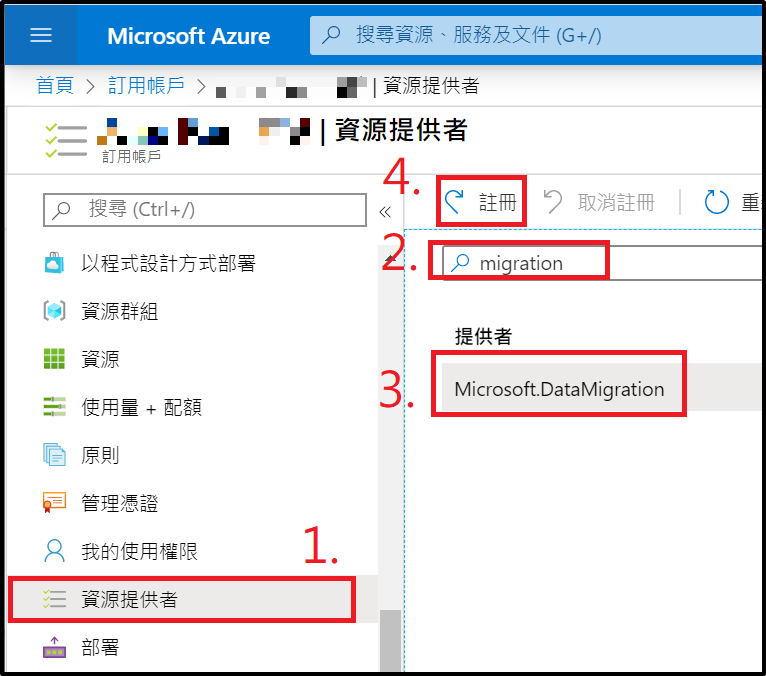 Microsoft Azure
搜尋資源、服務及文件 (G+/)
首頁 > 訂用帳戶 > | 資源提供者
| 資源提供者
訂用帳戶
搜尋 (Ctrl+/)
«
4.
註冊
取消註冊
2.
migration
提供者
3.
Microsoft.DataMigration
以程式設計方式部署
資源群組
資源
使用量 + 配額
原則
管理憑證
我的使用權限
1.
資源提供者
部署